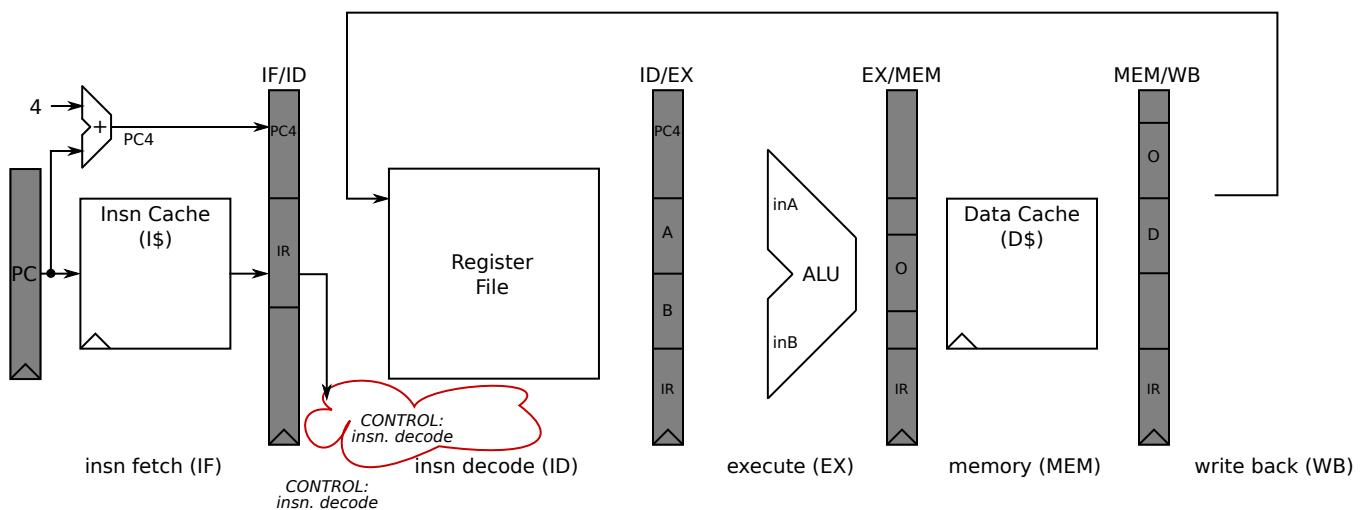 IF/ID
ID/EX
EX/MEM
MEM/WB
4
+
PC4
PC4
PC4
O
Insn Cache
(I$)
inA
Data Cache
(D$)
A
D
IR
Register
File
PC
ALU
O
B
inB
IR
IR
IR
CONTROL:
insn. decode
insn fetch (IF)
insn decode (ID)
execute (EX)
memory (MEM)
write back (WB)
CONTROL:
insn. decode